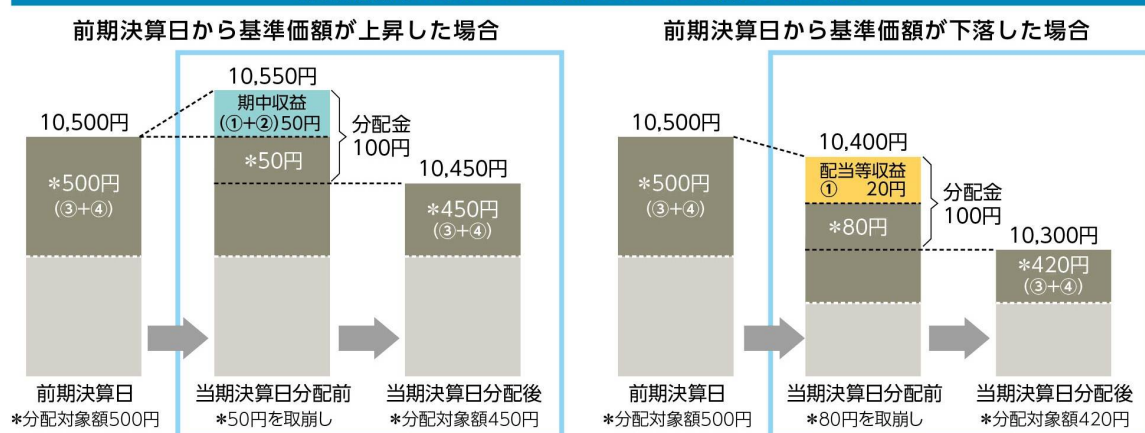 前期決算日から基準価額が上昇した場合
10,500円
*500円
(③+④)
10,550円
期中収益
(①+②)50円
*50円
分配金
100円
10,450円
*450円
(③+④)
前期決算日
*分配対象額500円
当期決算日分配前
*50円を取崩し
当期決算日分配後
*分配対象額450円
前期決算日から基準価額が下落した場合
10,500円
*500円
(③+④)
10,400円
配当等収益
① 20円
*80円
分配金
100円
10,300円
*420円
(③+④)
前期決算日
*分配対象額500円
当期決算日分配前
*80円を取崩し
当期決算日分配後
*分配対象額420円